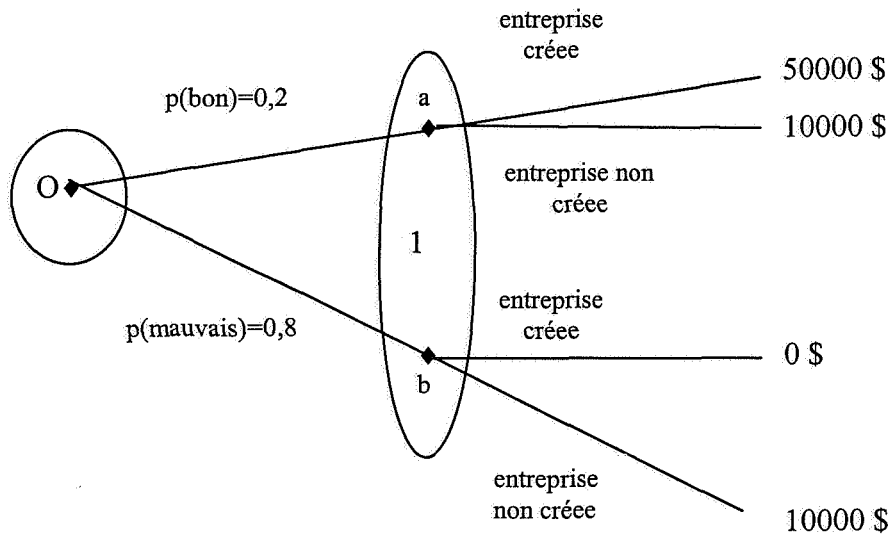 entreprise
créee
50000 $
p(bon)=0,2
a
10000 $
entreprise non
créee
O
1
entreprise
créee
p(mauvais)=0,8
0 $
b
entreprise
non créee
10000 $